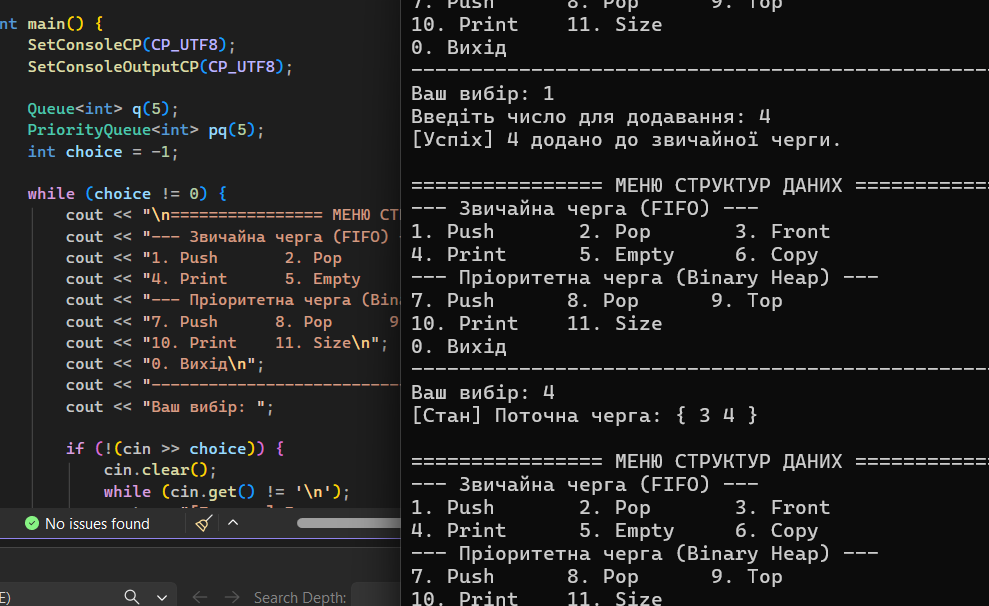 nt main() {
SetConsoleCP(CP_UTF8);
SetConsoleOutputCP(CP_UTF8);
Queue<int> q(5);
PriorityQueue<int> pq(5);
int choice = -1;
while (choice != 0) {
cout << "\n================ МЕНЮ СТ
cout << "--- Звичайна черга (FIFO)
cout << "1. Push       2. Pop
cout << "4. Print      5. Empty
cout << "--- Пріоритетна черга (Bin
cout << "7. Push      8. Pop      9
cout << "10. Print    11. Size\n";
cout << "0. Вихід\n";
cout << "--------------------------
cout << "Ваш вибір: ";
if (!(cin >> choice)) {
cin.clear();
while (cin.get() != '\n');
No issues found
E)
Search Depth:
7. Push      8. Pop      9. Top
10. Print    11. Size
0. Вихід
------------------------------------------------
Ваш вибір: 1
Введіть число для додавання: 4
[Успіх] 4 додано до звичайної черги.
================ МЕНЮ СТРУКТУР ДАНИХ ===========
--- Звичайна черга (FIFO) ---
1. Push       2. Pop       3. Front
4. Print      5. Empty     6. Copy
--- Пріоритетна черга (Binary Heap) ---
7. Push      8. Pop      9. Top
10. Print    11. Size
0. Вихід
------------------------------------------------
Ваш вибір: 4
[Стан] Поточна черга: { 3 4 }
================ МЕНЮ СТРУКТУР ДАНИХ ===========
--- Звичайна черга (FIFO) ---
1. Push       2. Pop       3. Front
4. Print      5. Empty     6. Copy
--- Пріоритетна черга (Binary Heap) ---
7. Push      8. Pop      9. Top
10. Print    11. Size